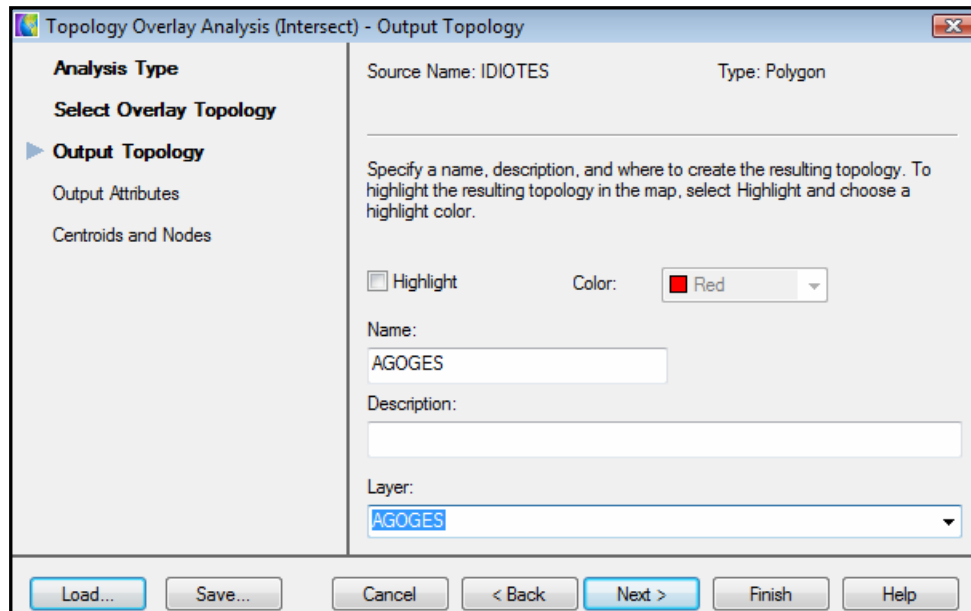 Topology Overlay Analysis (Intersect) - Output Topology
Analysis Type
Select Overlay Topology
Output Topology
Output Attributes
Centroids and Nodes
Source Name: IDIOTES Type: Polygon
Specify a name, description, and where to create the resulting topology. To
highlight the resulting topology in the map, select Highlight and choose a
highlight color.
Highlight Color: Red
Name:
AGOGES
Description:
Layer:
AGOGES
Load... Save... Cancel < Back Next > Finish Help